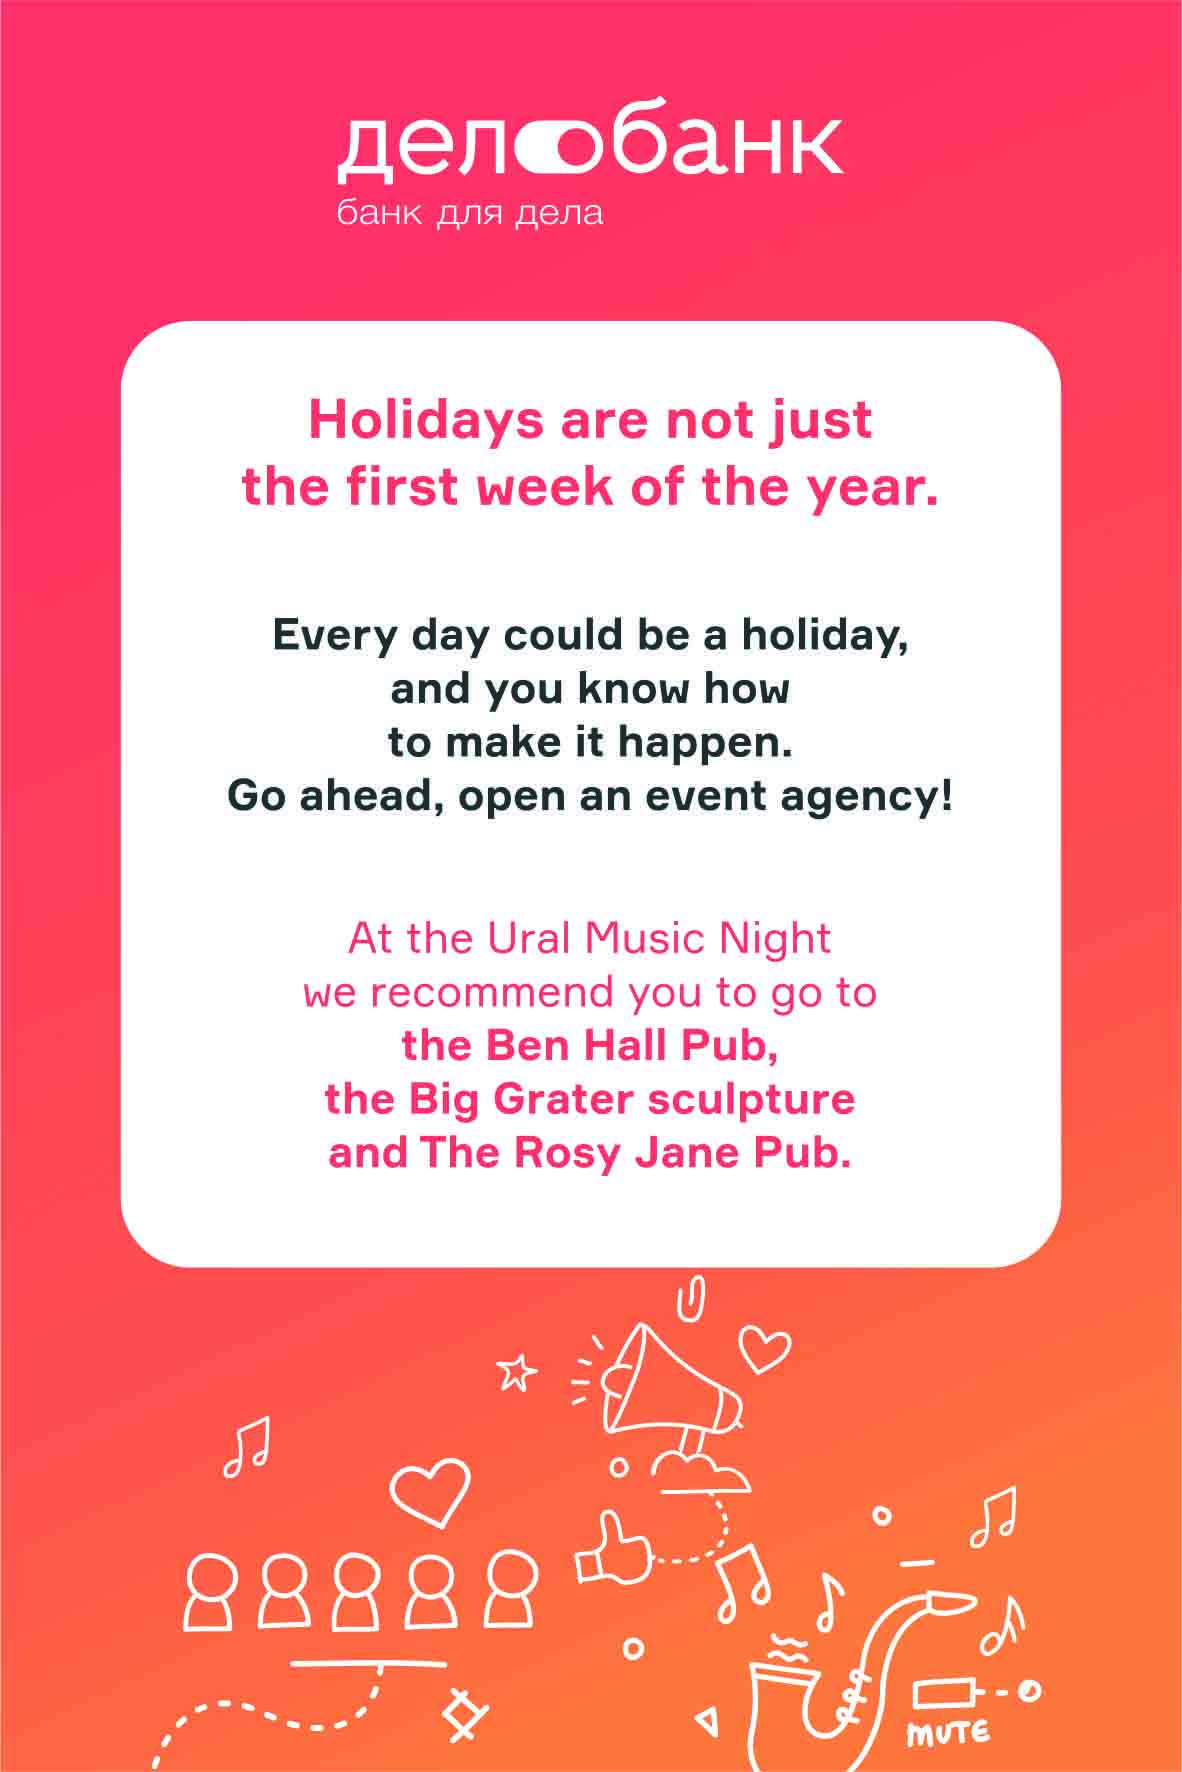 делобанк
банк для дела
Holidays are not just
the first week of the year.
Every day could be a holiday,
and you know how
to make it happen.
Go ahead, open an event agency!
At the Ural Music Night
we recommend you to go to
the Ben Hall Pub,
the Big Grater sculpture
and The Rosy Jane Pub.
MUTE